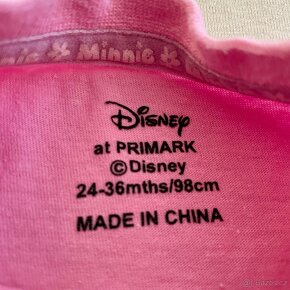 Minnie
Disney
at PRIMARK
©Disney
24-36mths/98cm
MADE IN CHINA